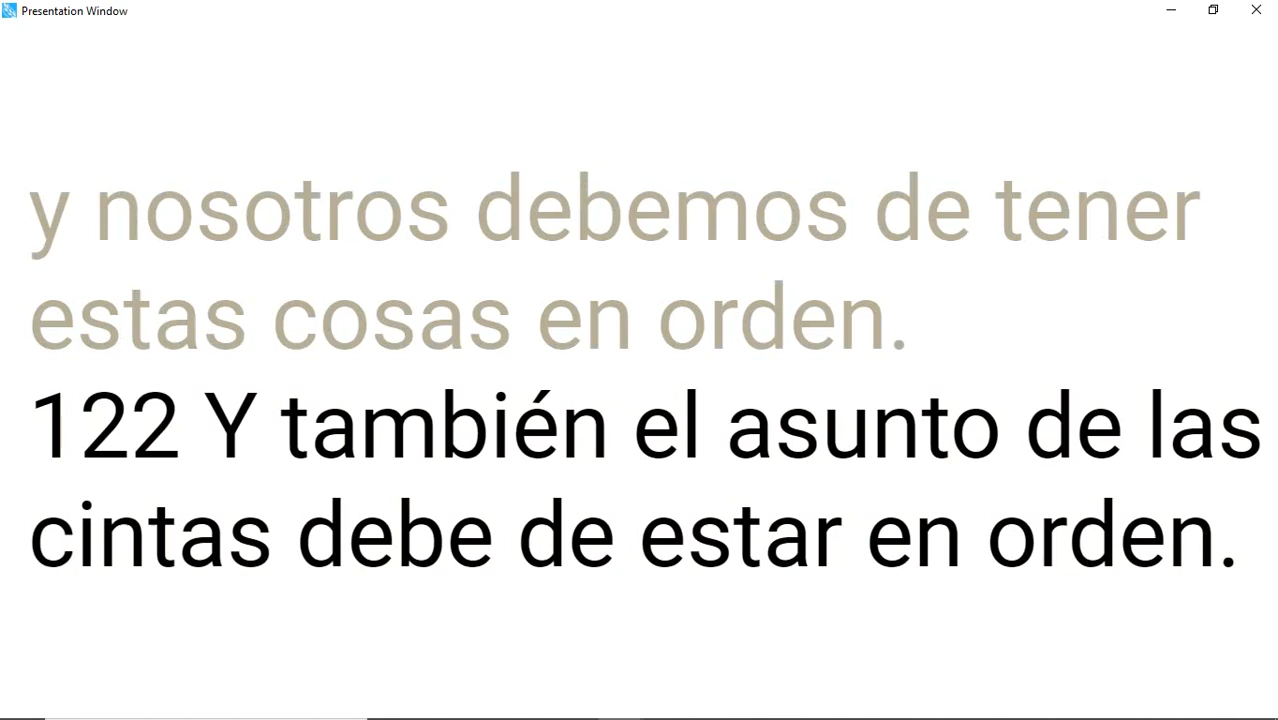 Presentation Window
y nosotros debemos de tener
estas cosas en orden.
122 Y también el asunto de las
cintas debe de estar en orden.